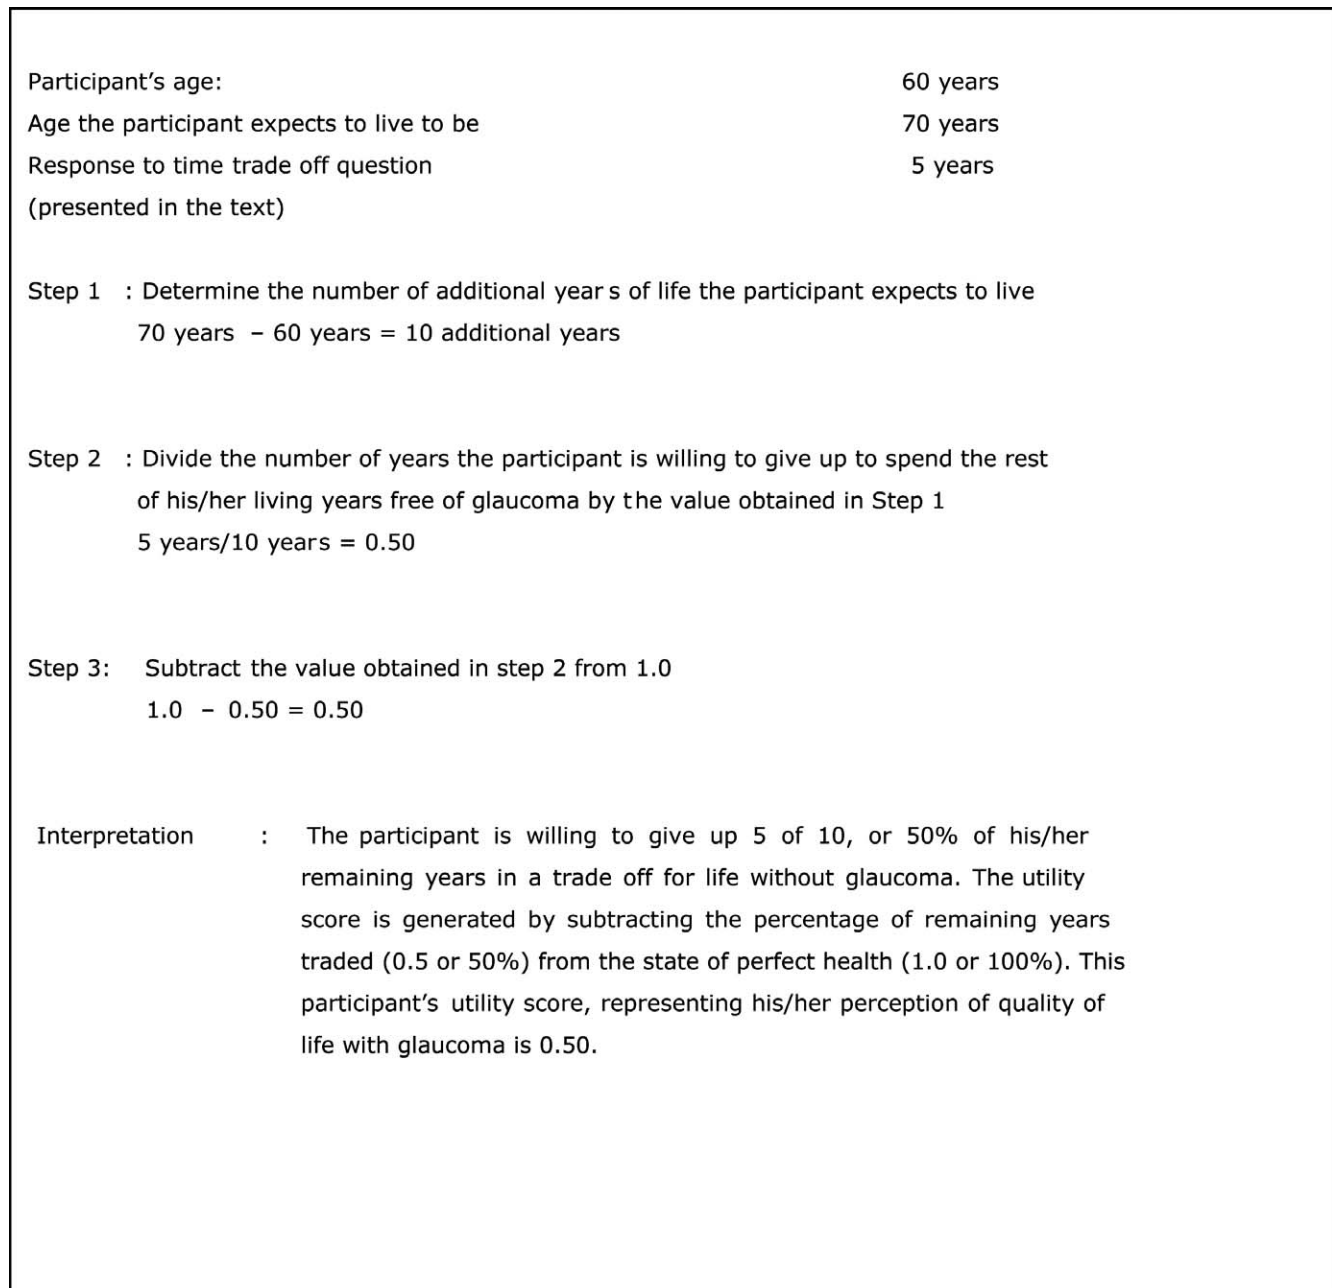 Participant's age: 60 years
Age the participant expects to live to be 70 years
Response to time trade off question 5 years
(presented in the text)
Step 1 : Determine the number of additional years of life the participant expects to live
70 years – 60 years = 10 additional years
Step 2 : Divide the number of years the participant is willing to give up to spend the rest
of his/her living years free of glaucoma by the value obtained in Step 1
5 years/10 years = 0.50
Step 3: Subtract the value obtained in step 2 from 1.0
1.0 – 0.50 = 0.50
Interpretation : The participant is willing to give up 5 of 10, or 50% of his/her
remaining years in a trade off for life without glaucoma. The utility
score is generated by subtracting the percentage of remaining years
traded (0.5 or 50%) from the state of perfect health (1.0 or 100%). This
participant's utility score, representing his/her perception of quality of
life with glaucoma is 0.50.